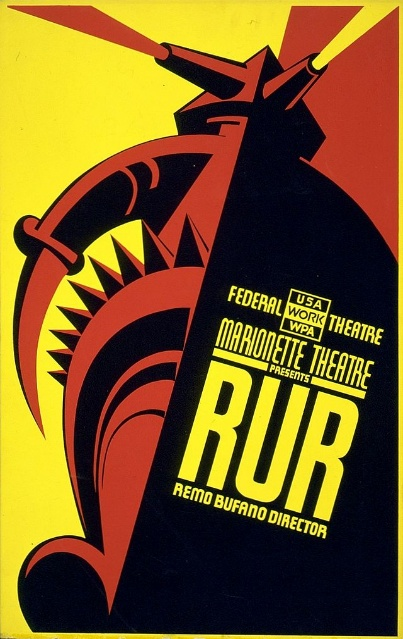 FEDERAL USA WORK WPA THEATRE
MARIONETTE THEATRE
PRESENTS
RUR
REMO BUFANO DIRECTOR